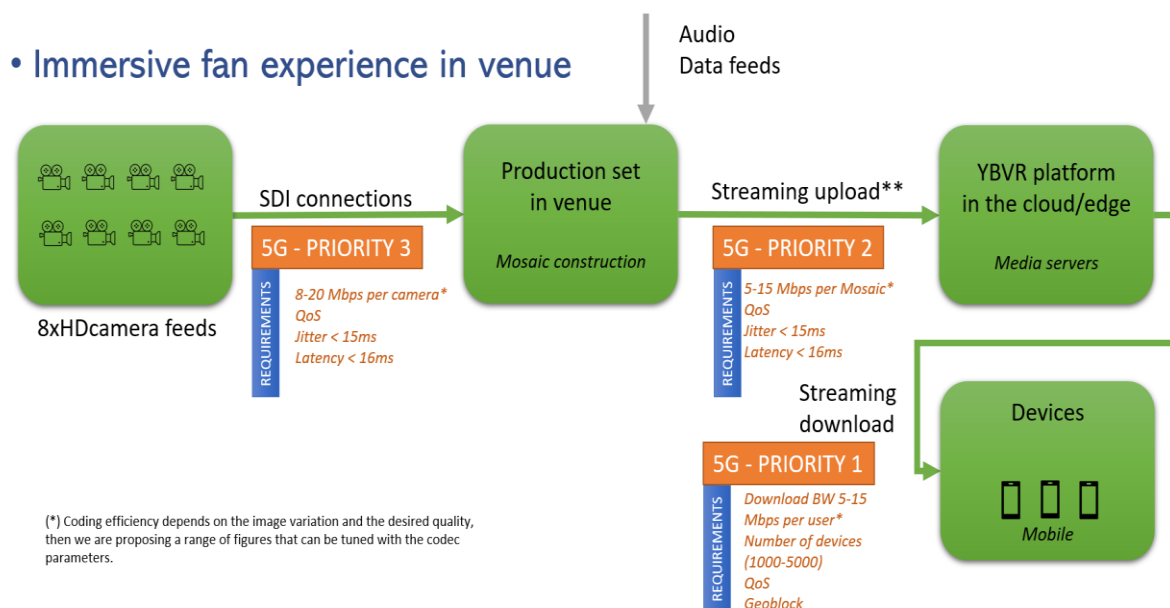 • Immersive fan experience in venue
Audio
Data feeds
8xHDcamera feeds
SDI connections
5G - PRIORITY 3
REQUIREMENTS
8-20 Mbps per camera*
QoS
Jitter < 15ms
Latency < 16ms
Production set
in venue
Mosaic construction
Streaming upload**
5G - PRIORITY 2
REQUIREMENTS
5-15 Mbps per Mosaic*
QoS
Jitter < 15ms
Latency < 16ms
YBVR platform
in the cloud/edge
Media servers
Streaming
download
5G - PRIORITY 1
REQUIREMENTS
Download BW 5-15
Mbps per user*
Number of devices
(1000-5000)
QoS
Geoblock
Devices
Mobile
(*) Coding efficiency depends on the image variation and the desired quality,
then we are proposing a range of figures that can be tuned with the codec
parameters.